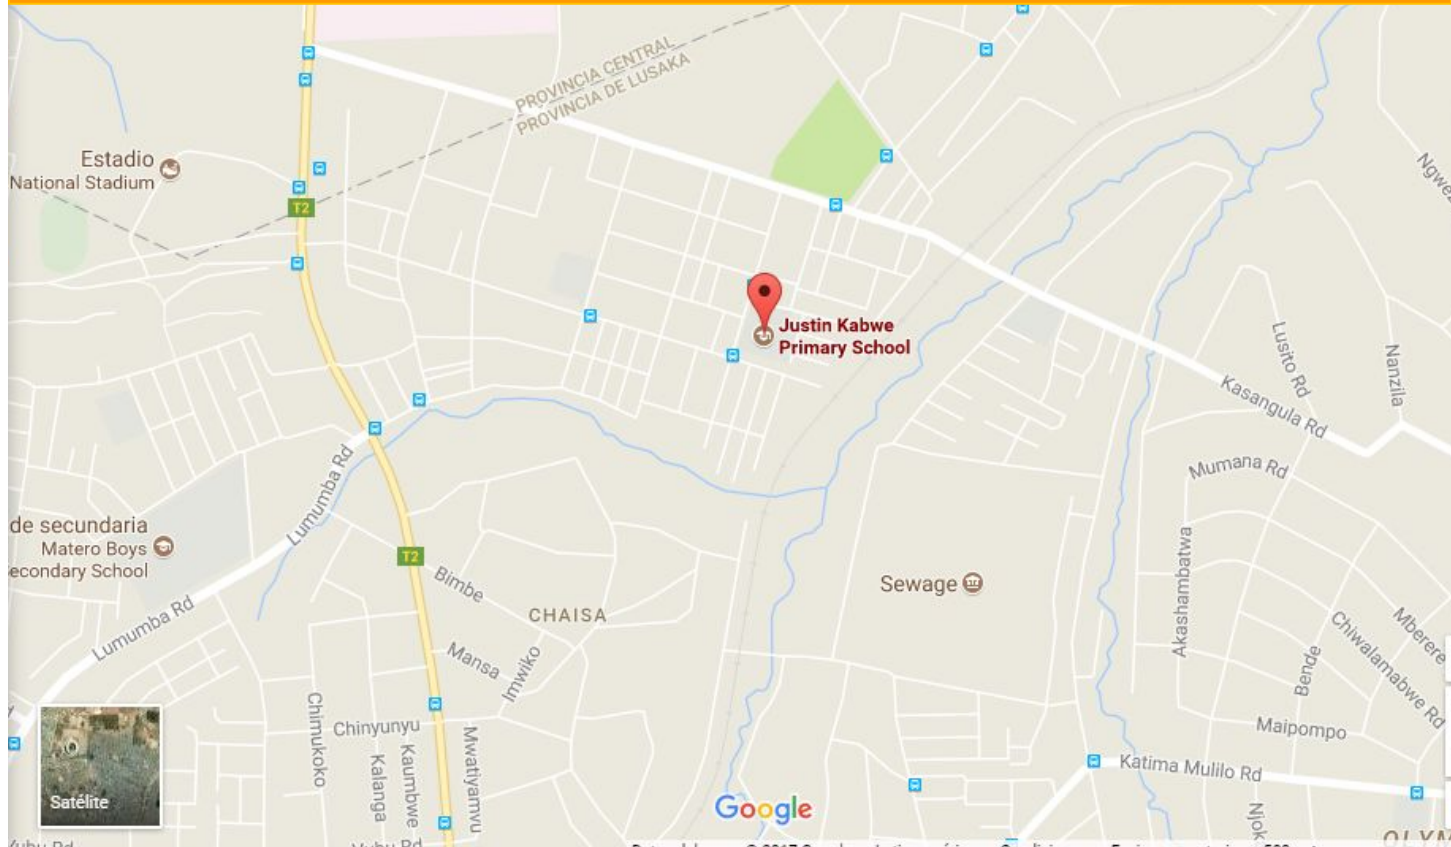 PROVINCIA CENTRAL
PROVINCIA DE LUSAKA
Estadio
National Stadium
T2
Justin Kabwe
Primary School
Lusito Rd
Nanzila
Kasangula Rd
Mumana Rd
Lumumba Rd
de secundaria
Matero Boys
econdary School
T2
Bimbe
CHAISA
Sewage
Akashambatwa
Mberere
Chiwalamabwe Rd
Bende
Lumumba Rd
Mansa
Imwiko
Chimukoko
Chinyunyu
Kalanga
Kaumbwe
Mwatiyamvu
Maipompo
Katima Mulilo Rd
Njok
Satélite
Google